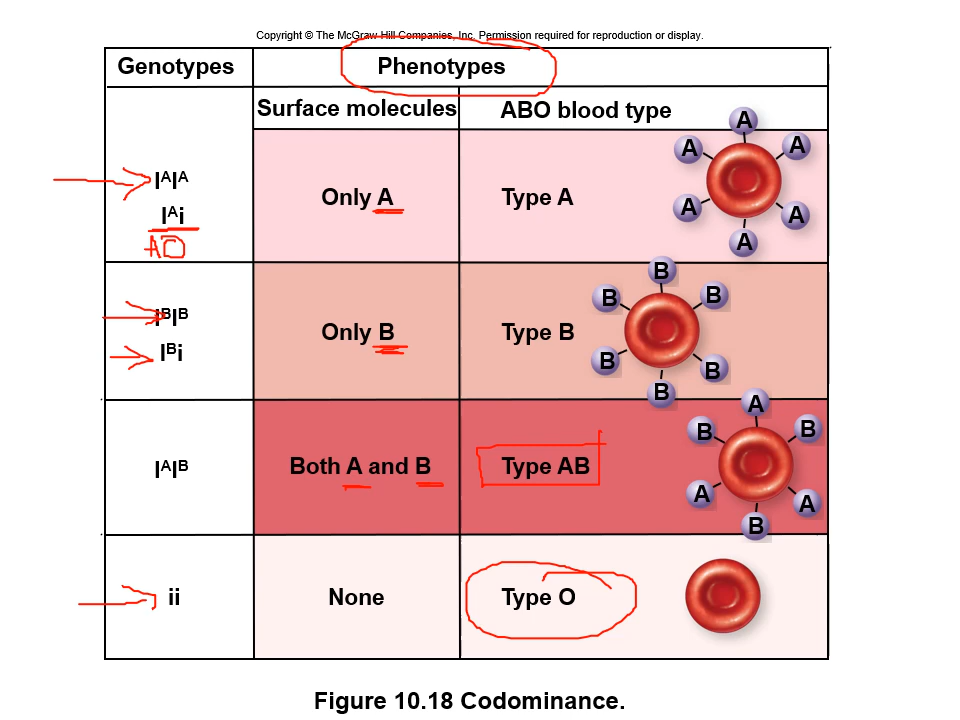 Copyright © The McGraw Hill Companies, Inc. Permission required for reproduction or display.
Genotypes Phenotypes
Surface molecules ABO blood type
IᴬIᴬ
Iᴬi
AO
Only A
Type A
A
A
A
A
A
A
IᴮIᴮ
Iᴮi
Only B
Type B
B
B
B
B
B
B
IᴬIᴮ
Both A and B
Type AB
A
B
B
A
A
B
ii
None
Type O
Figure 10.18 Codominance.